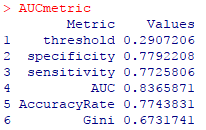 > AUCmetric
Metric Values
1 threshold 0.2907206
2 specificity 0.7792208
3 sensitivity 0.7725806
4 AUC 0.8365871
5 AccuracyRate 0.7743831
6 Gini 0.6731741